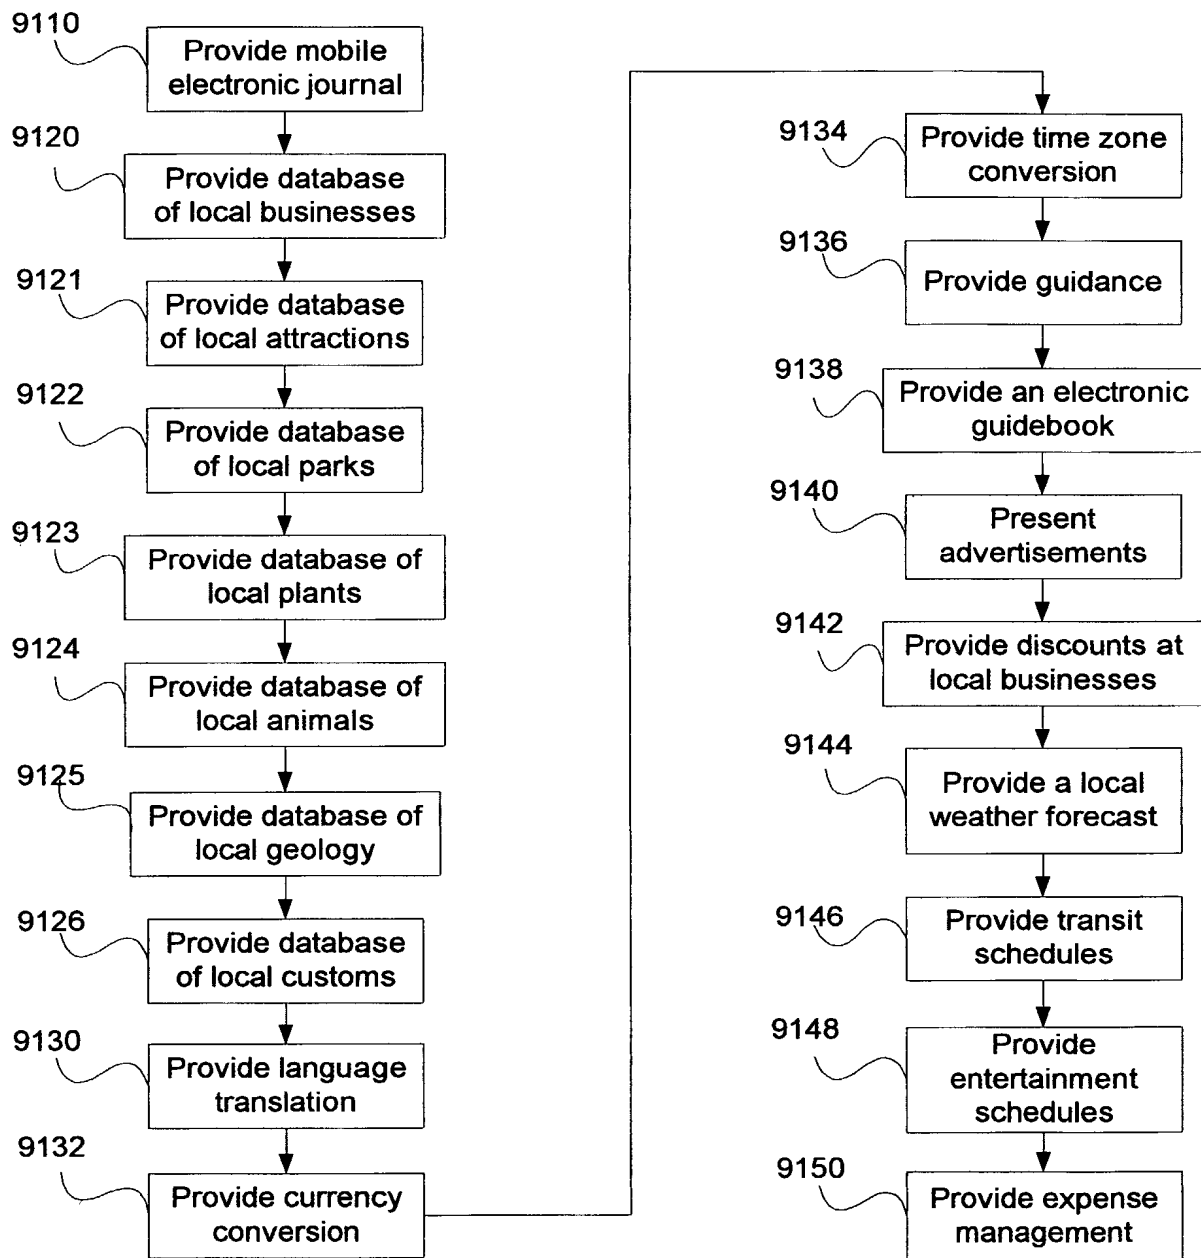 9110
Provide mobile
electronic journal
9120
Provide database
of local businesses
9121
Provide database
of local attractions
9122
Provide database
of local parks
9123
Provide database of
local plants
9124
Provide database of
local animals
9125
Provide database of
local geology
9126
Provide database
of local customs
9130
Provide language
translation
9132
Provide currency
conversion
9134
Provide time zone
conversion
9136
Provide guidance
9138
Provide an electronic
guidebook
9140
Present
advertisements
9142
Provide discounts at
local businesses
9144
Provide a local
weather forecast
9146
Provide transit
schedules
9148
Provide
entertainment
schedules
9150
Provide expense
management